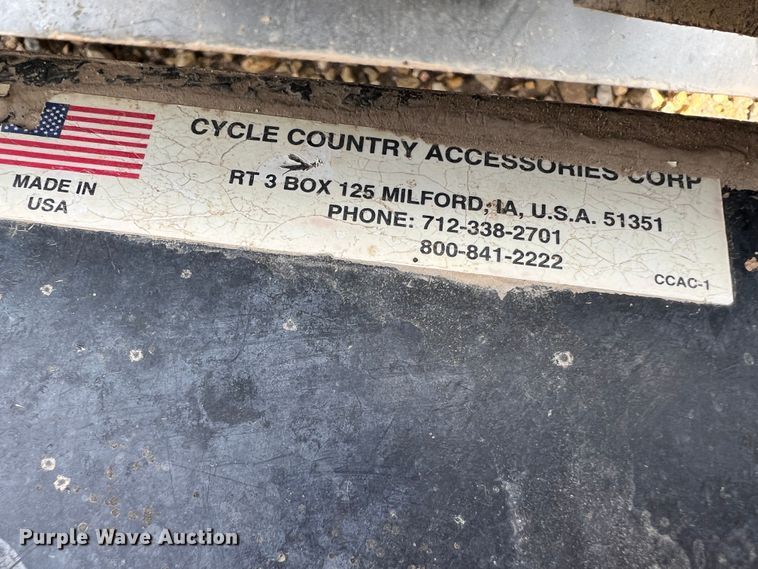 CYCLE COUNTRY ACCESSORIES CORP
RT 3 BOX 125 MILFORD, IA, U.S.A. 51351
PHONE: 712-338-2701
800-841-2222
MADE IN
USA
CCAC-1
Purple Wave Auction